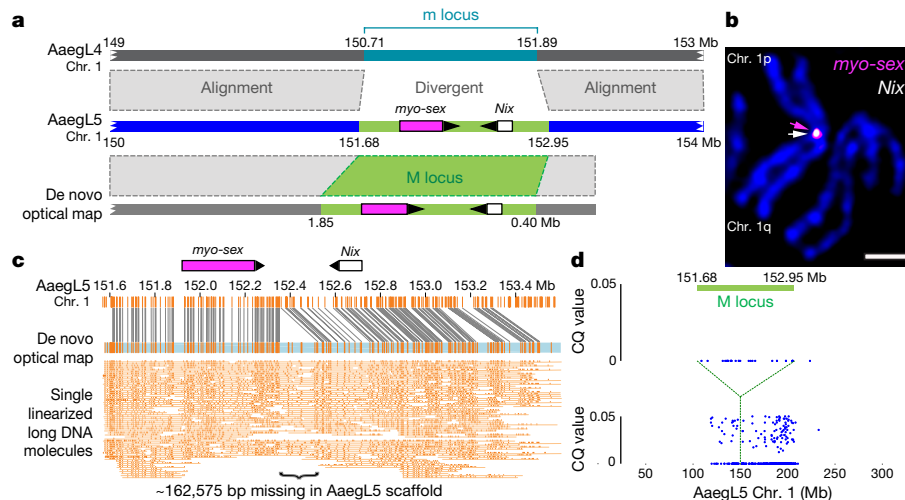 a
m locus
AaegL4
Chr. 1
149
150.71
151.89
153 Mb
Alignment
Divergent
Alignment
myo-sex
Nix
AaegL5
Chr. 1
150
151.68
152.95
154 Mb
M locus
De novo
optical map
1.85
0.40 Mb
b
Chr. 1p
myo-sex
Nix
Chr. 1q
c
myo-sex
Nix
AaegL5
Chr. 1
151.6 151.8 152.0 152.2 152.4 152.6 152.8 153.0 153.2 153.4 Mb
De novo
optical map
Single
linearized
long DNA
molecules
~162,575 bp missing in AaegL5 scaffold
d
151.68 152.95 Mb
M locus
CQ value
0.05
0
CQ value
0.05
0
50 100 150 200 250 300
AaegL5 Chr. 1 (Mb)